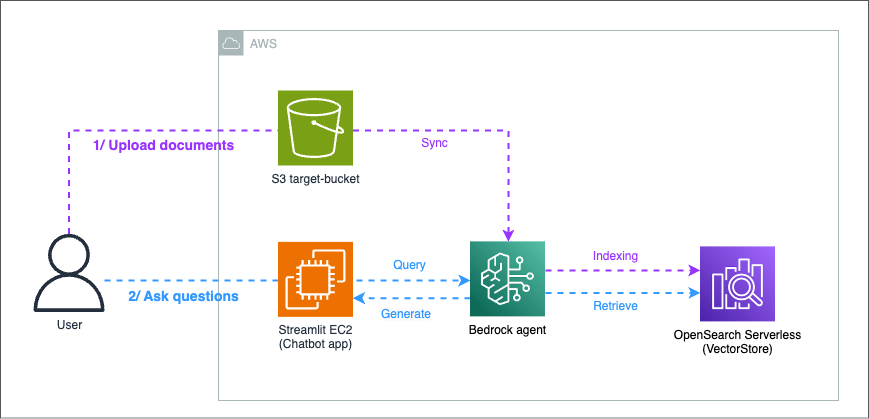 AWS
1/ Upload documents
Sync
S3 target-bucket
Query
Indexing
2/ Ask questions
Generate
Retrieve
User
Streamlit EC2
(Chatbot app)
Bedrock agent
OpenSearch Serverless
(VectorStore)